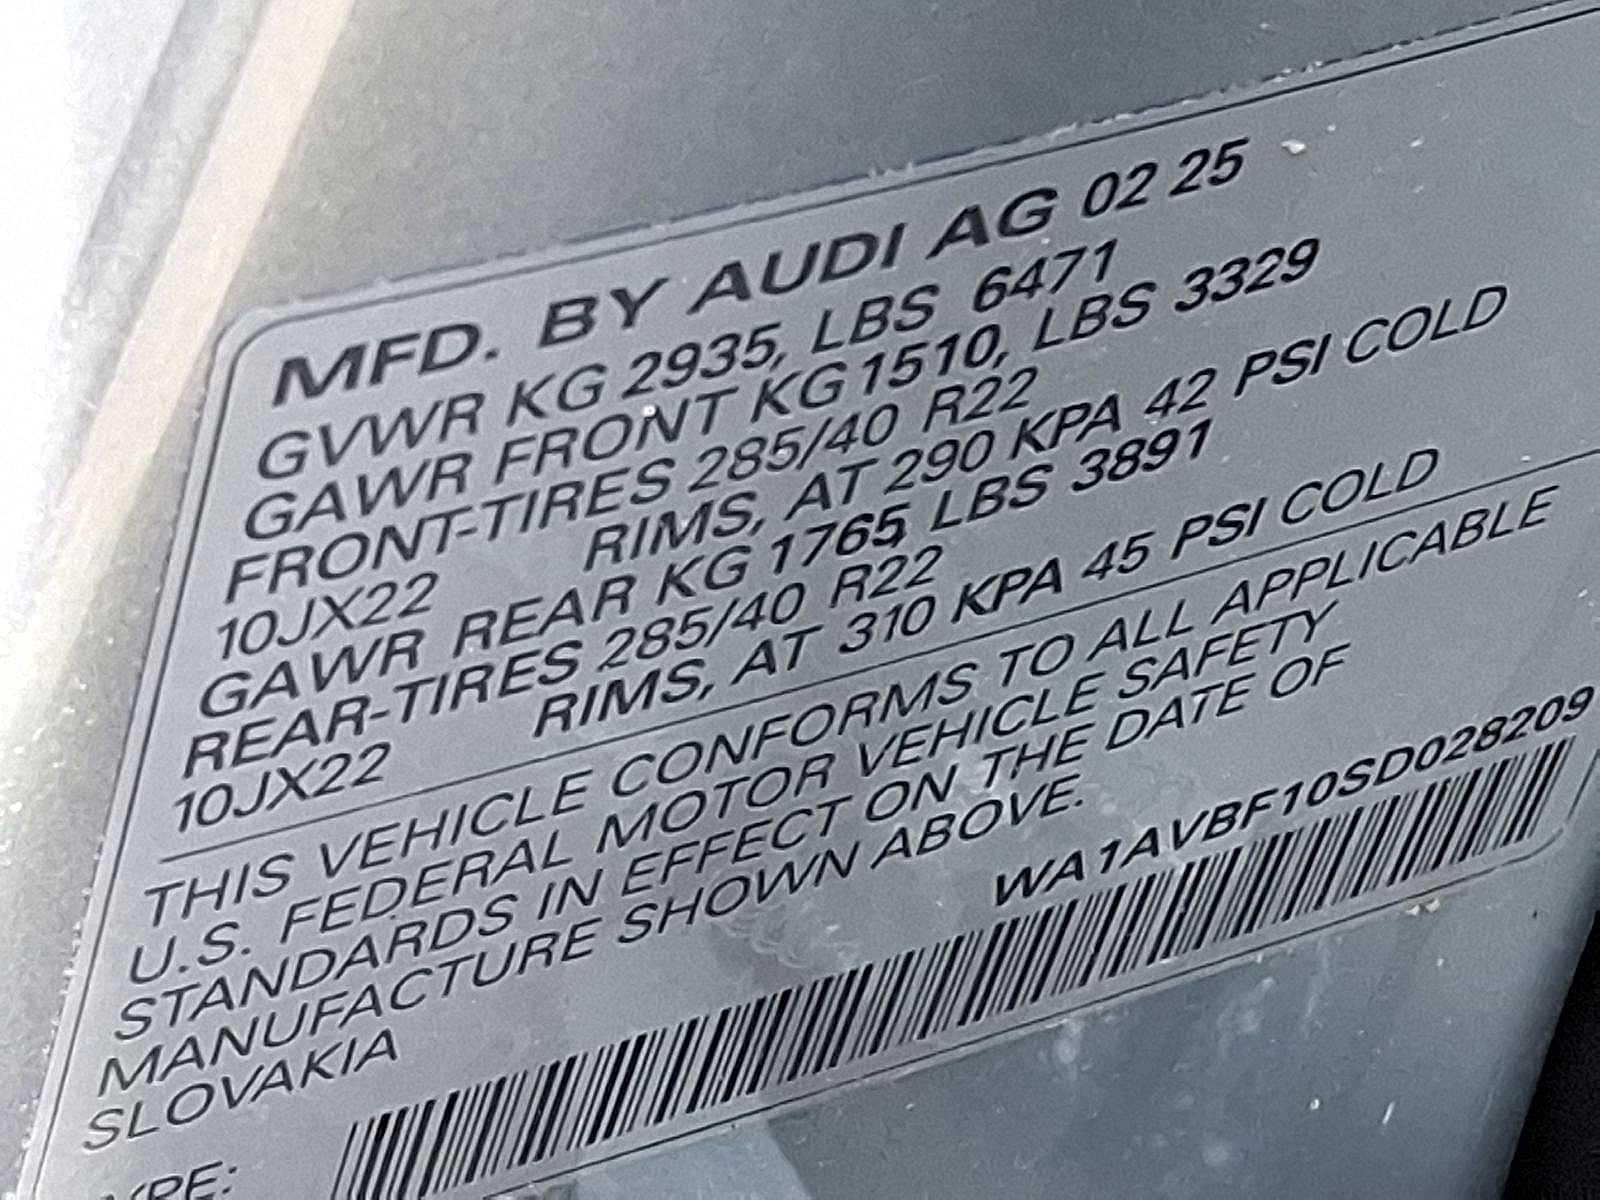 MFD. BY AUDI AG 02 25
GVWR KG 2935, LBS 6471
GAWR FRONT KG 1510, LBS 3329
FRONT-TIRES 285/40 R22
10JX22 RIMS, AT 290 KPA 42 PSI COLD
GAWR REAR KG 1765, LBS 3891
REAR-TIRES 285/40 R22
10JX22 RIMS, AT 310 KPA 45 PSI COLD
THIS VEHICLE CONFORMS TO ALL APPLICABLE
U.S. FEDERAL MOTOR VEHICLE SAFETY
STANDARDS IN EFFECT ON THE DATE OF
MANUFACTURE SHOWN ABOVE.
SLOVAKIA
WA1AVBF10SD028209